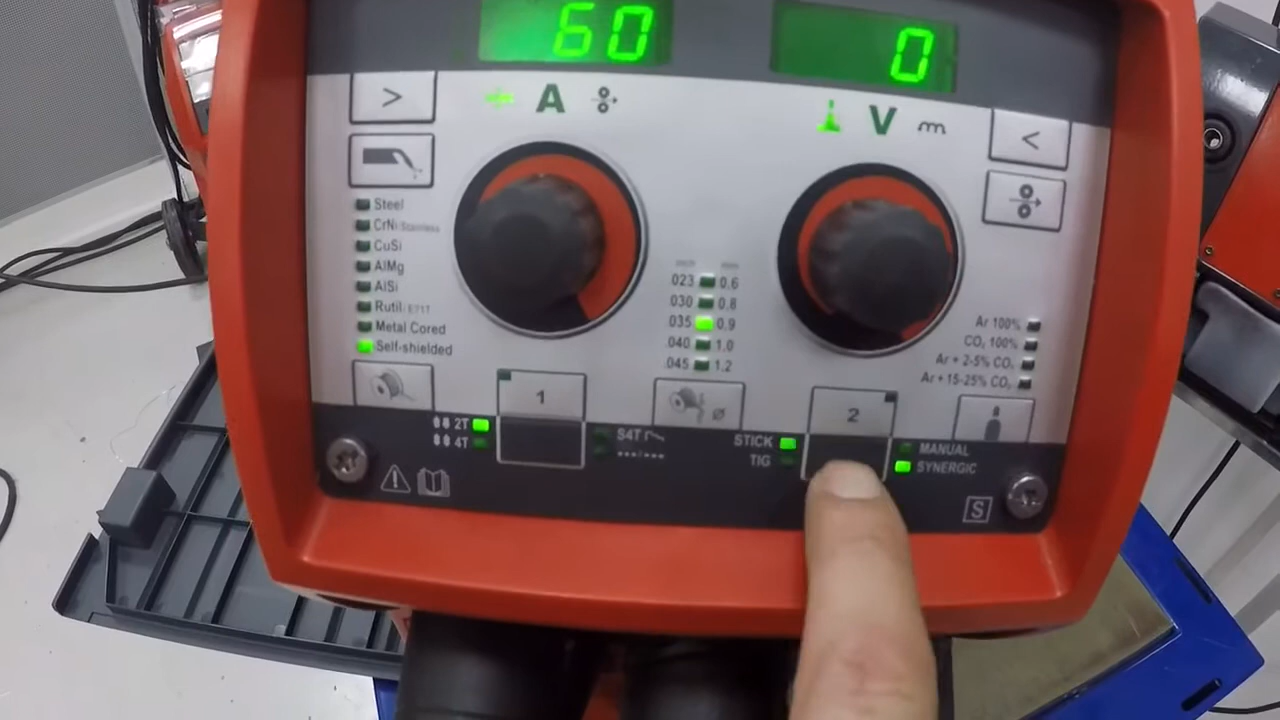 60
0
>
A
V
<
Steel
CrNi/Stainless
CuSi
AlMg
AlSi
Rutil/E71T
Metal Cored
Self-shielded
023 0.6
030 0.8
035 0.9
040 1.0
045 1.2
Ar 100%
CO₂ 100%
Ar + 2-5% CO₂
Ar + 15-25% CO₂
1
Ø
2
2T
4T
S4T
STICK
TIG
MANUAL
SYNERGIC
S